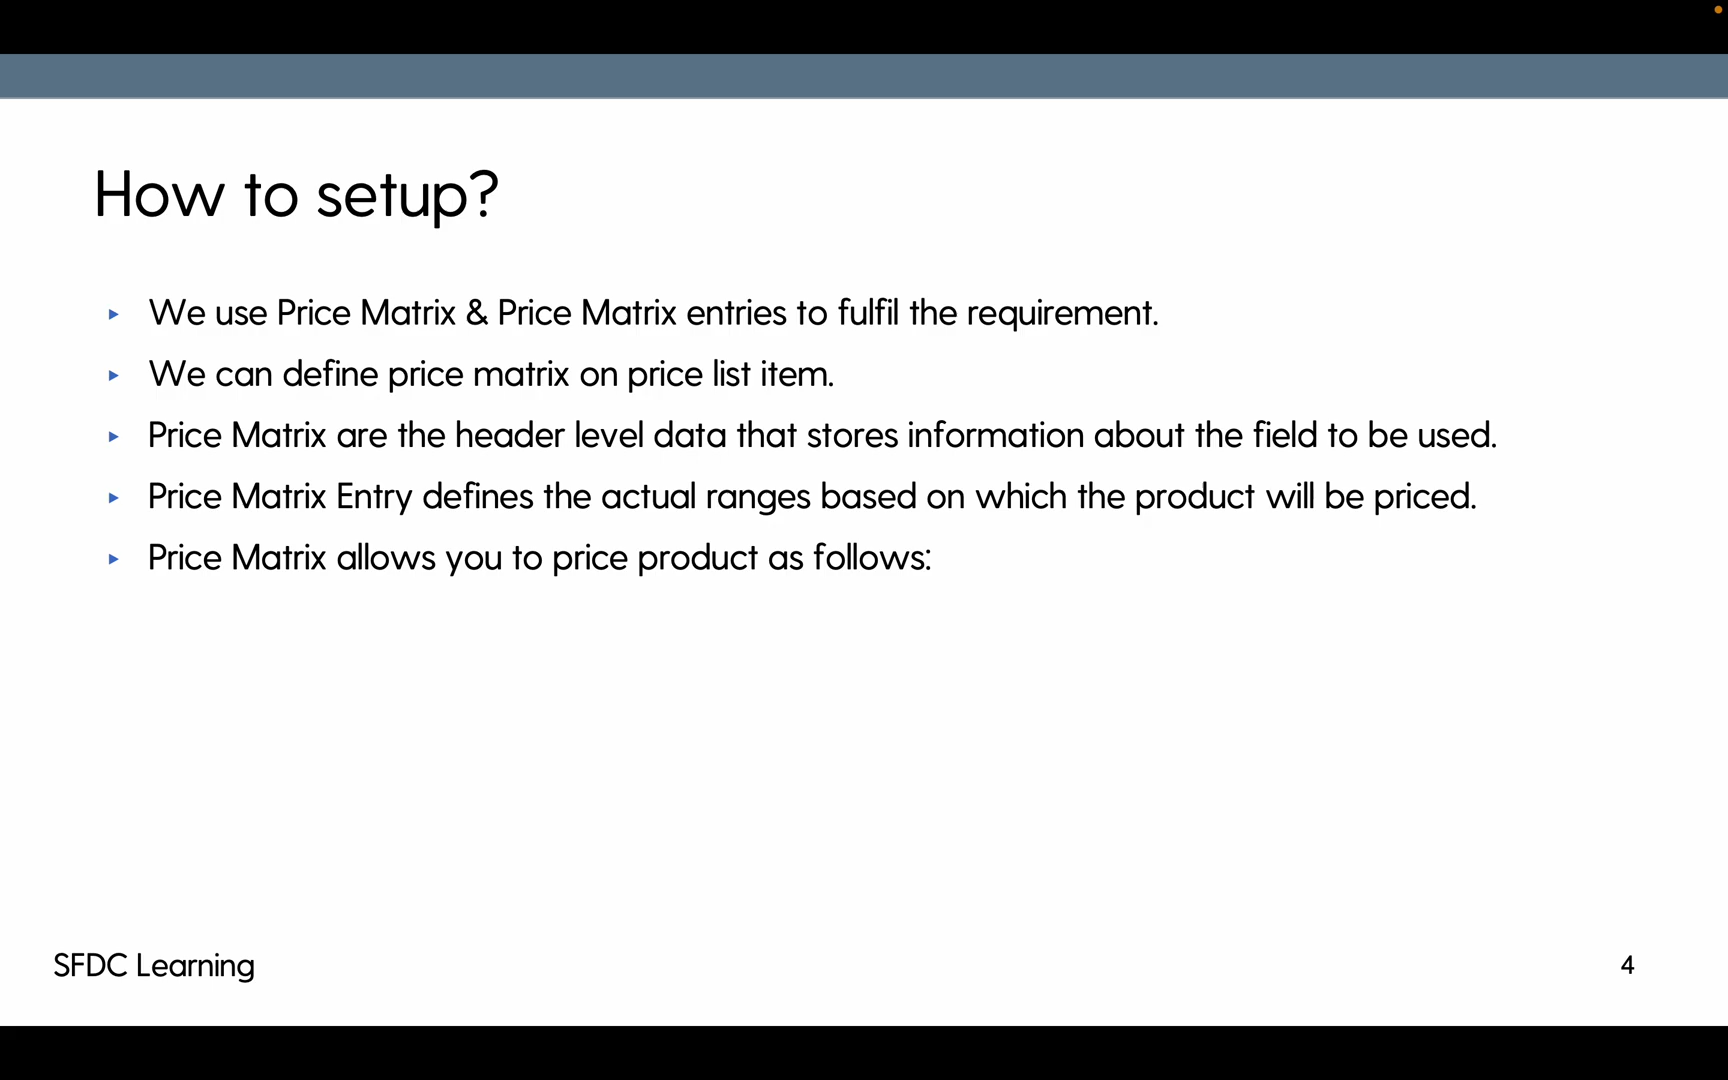 How to setup?
We use Price Matrix & Price Matrix entries to fulfil the requirement.
We can define price matrix on price list item.
Price Matrix are the header level data that stores information about the field to be used.
Price Matrix Entry defines the actual ranges based on which the product will be priced.
Price Matrix allows you to price product as follows:
SFDC Learning
4